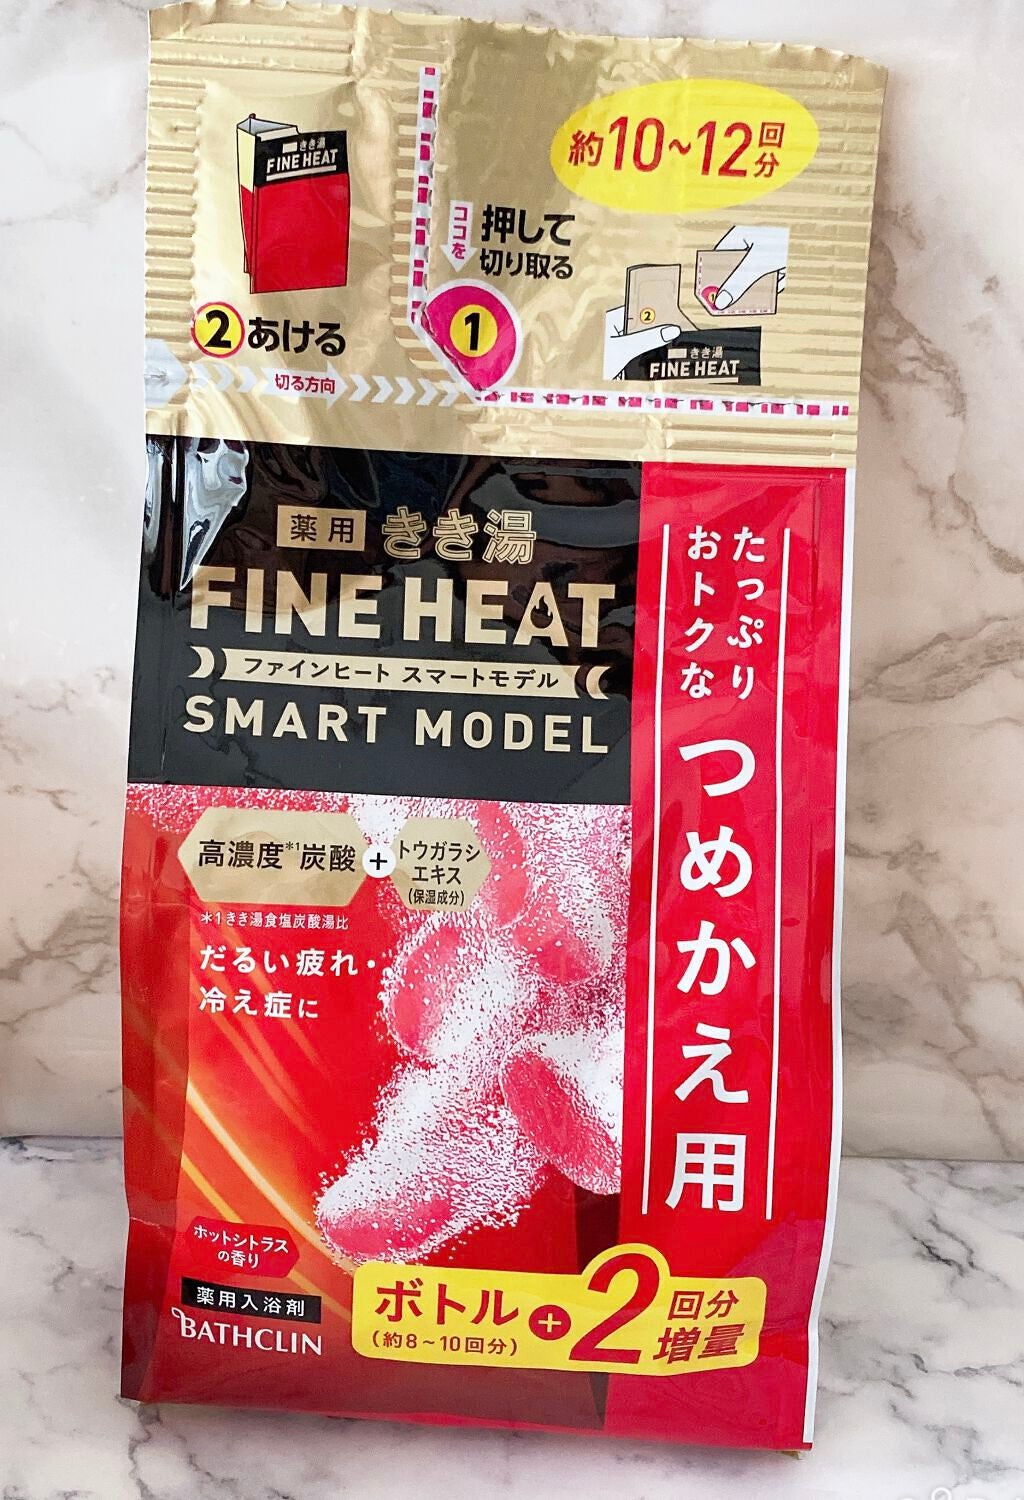 きき湯
FINE HEAT
約10~12回分
ココを
押して
切り取る
1
2
きき湯
FINE HEAT
2あける
切る方向
薬用 きき湯
FINE HEAT
ファインヒート スマートモデル
SMART MODEL
たっぷり
おトクな
つめかえ用
高濃度*1炭酸
+
トウガラシ
エキス
(保湿成分)
*1きき湯食塩炭酸湯比
だるい疲れ・
冷え症に
ホットシトラス
の香り
薬用入浴剤
BATHCLIN
ボトル+2回分
(約8~10回分) 増量